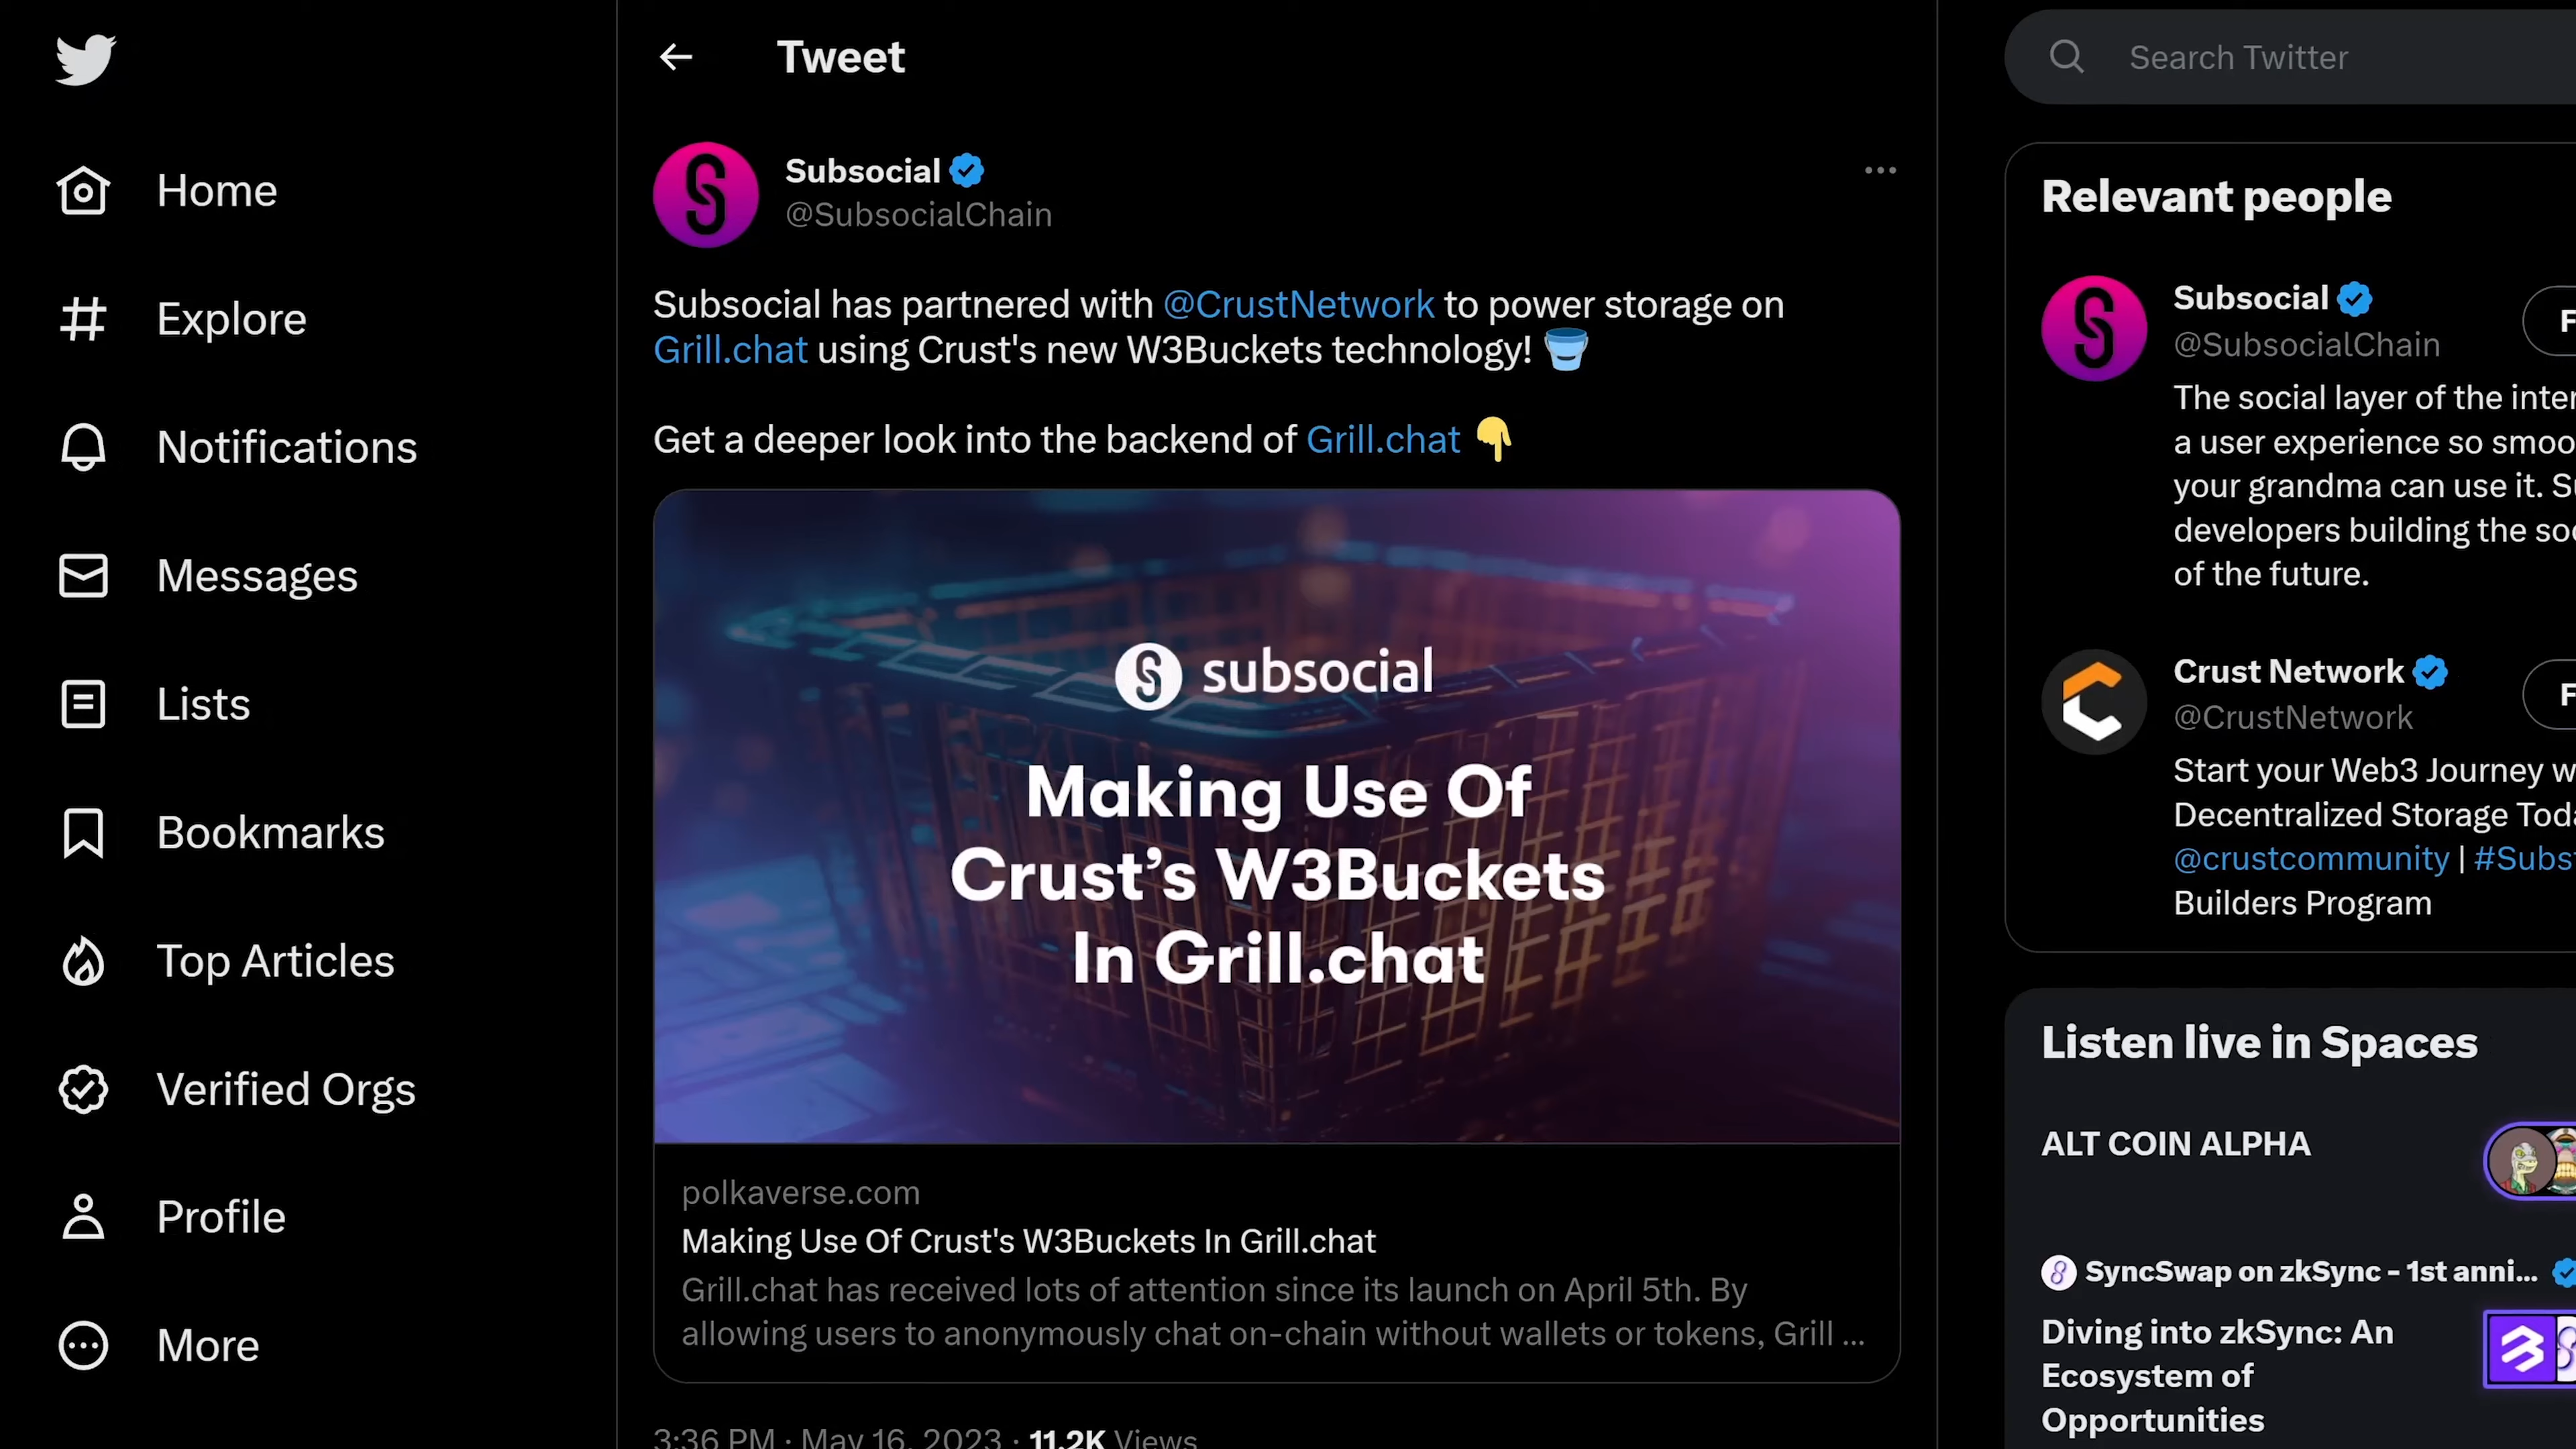 Home
Explore
Notifications
Messages
Lists
Bookmarks
Top Articles
Verified Orgs
Profile
More
Tweet
Subsocial
@SubsocialChain
Subsocial has partnered with @CrustNetwork to power storage on
Grill.chat using Crust's new W3Buckets technology!
Get a deeper look into the backend of Grill.chat
subsocial
Making Use Of
Crust’s W3Buckets
In Grill.chat
polkaverse.com
Making Use Of Crust's W3Buckets In Grill.chat
Grill.chat has received lots of attention since its launch on April 5th. By
allowing users to anonymously chat on-chain without wallets or tokens, Grill ...
3:36 PM · May 16, 2023 · 11.2K Views
Search Twitter
Relevant people
Subsocial
@SubsocialChain
The social layer of the
a user experience so
your grandma can use it.
developers building the
of the future.
Crust Network
@CrustNetwork
Start your Web3 Journey
Decentralized Storage
@crustcommunity |
Builders Program
Listen live in Spaces
ALT COIN ALPHA
SyncSwap on zkSync - 1st anni...
Diving into zkSync: An
Ecosystem of
Opportunities